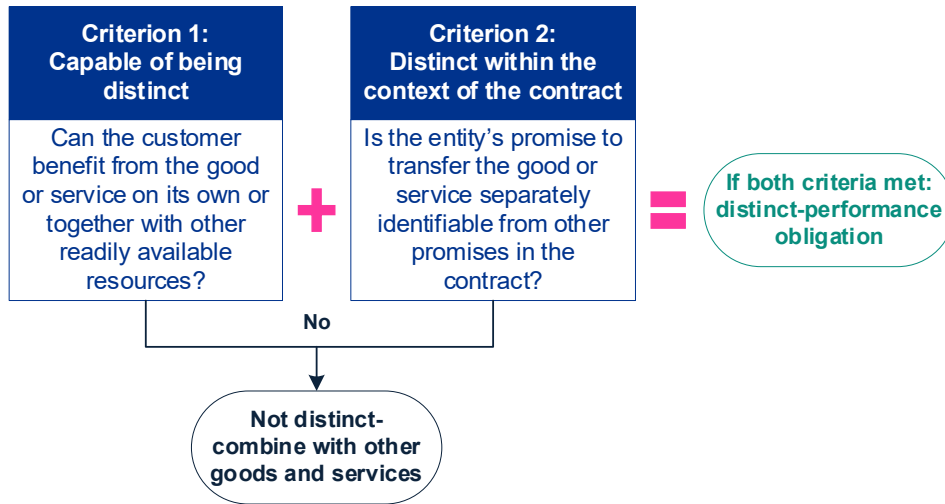 Criterion 1:
Capable of being
distinct
Can the customer
benefit from the good
or service on its own or
together with other
readily available
resources?
Criterion 2:
Distinct within the
context of the contract
Is the entity’s promise to
transfer the good or
service separately
identifiable from other
promises in the
contract?
If both criteria met:
distinct-performance
obligation
No
Not distinct-
combine with other
goods and services